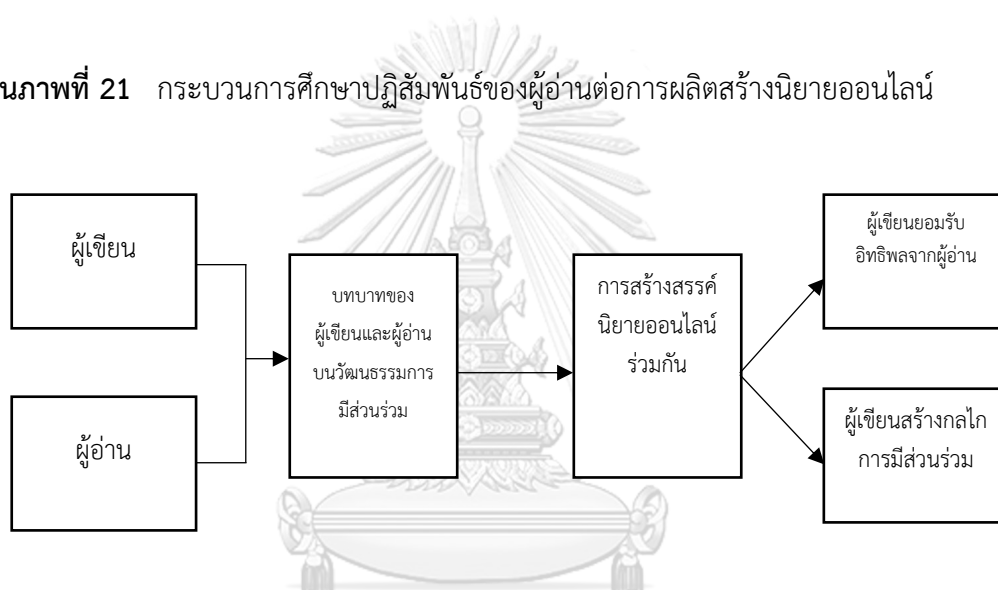 นภาพที่ 21 กระบวนการศึกษาปฏิสัมพันธ์ของผู้อ่านต่อการผลิตสร้างนิยายออนไลน์
ผู้เขียน
ผู้อ่าน
บทบาทของ
ผู้เขียนและผู้อ่าน
บนวัฒนธรรมการ
มีส่วนร่วม
การสร้างสรรค์
นิยายออนไลน์
ร่วมกัน
ผู้เขียนยอมรับ
อิทธิพลจากผู้อ่าน
ผู้เขียนสร้างกลไก
การมีส่วนร่วม